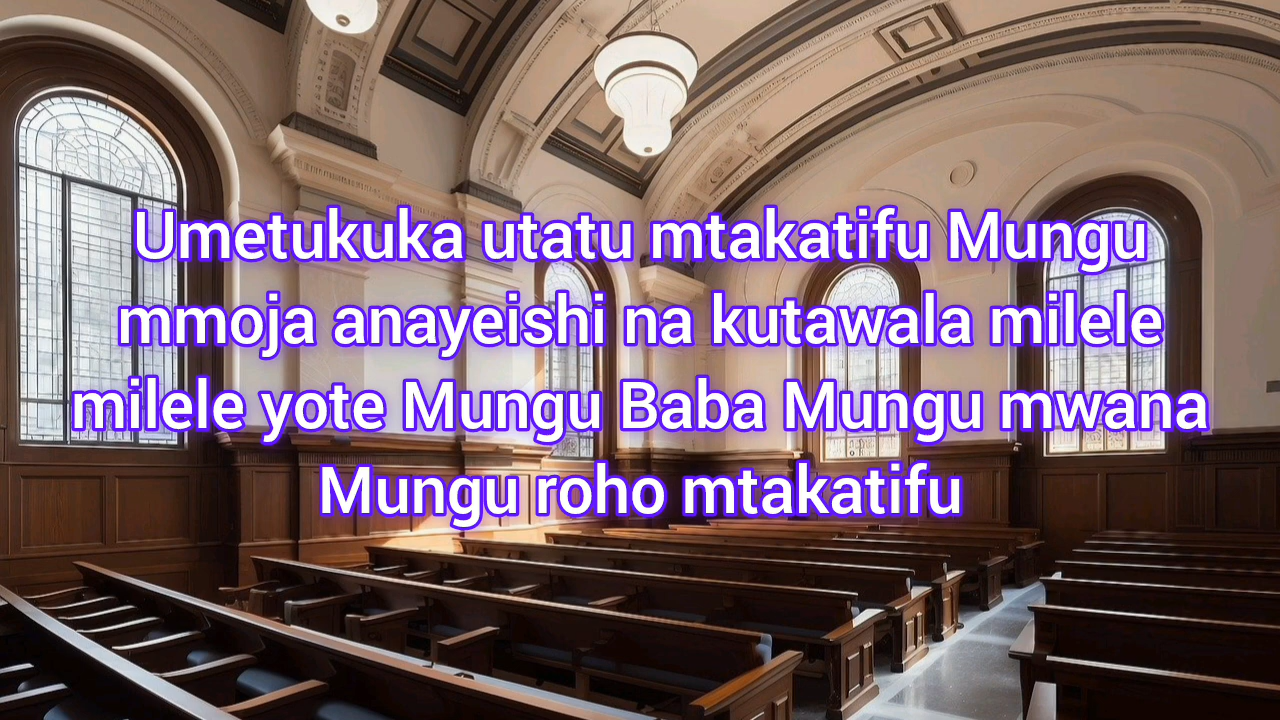 Umetukuka utatu mtakatifu Mungu
mmoja anayeishi na kutawala milele
milele yote Mungu Baba Mungu mwana
Mungu roho mtakatifu